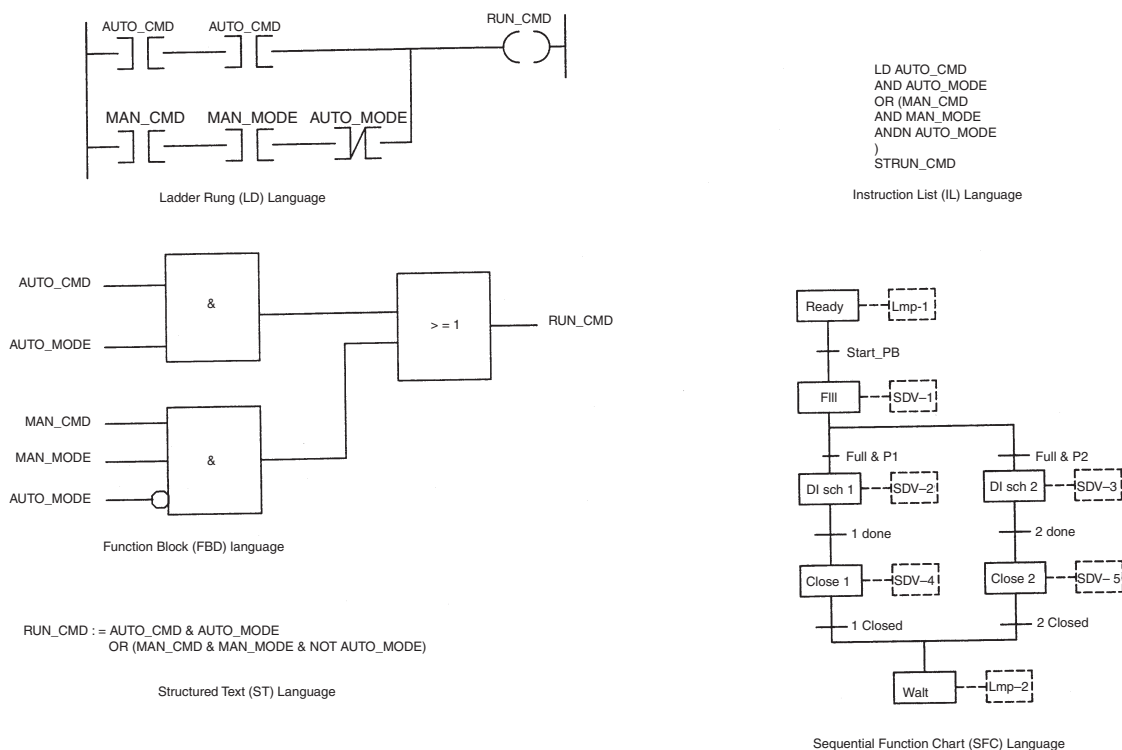 AUTO_CMD AUTO_CMD RUN_CMD
MAN_CMD MAN_MODE AUTO_MODE
Ladder Rung (LD) Language
LD AUTO_CMD
AND AUTO_MODE
OR (MAN_CMD
AND MAN_MODE
ANDN AUTO_MODE
)
STRUN_CMD
Instruction List (IL) Language
AUTO_CMD
&
AUTO_MODE
>= 1
RUN_CMD
MAN_CMD
MAN_MODE
&
AUTO_MODE
Function Block (FBD) language
RUN_CMD : = AUTO_CMD & AUTO_MODE
OR (MAN_CMD & MAN_MODE & NOT AUTO_MODE)
Structured Text (ST) Language
Ready Lmp-1
Start_PB
FIll SDV–1
Full & P1 Full & P2
DI sch 1 SDV–2 DI sch 2 SDV–3
1 done 2 done
Close 1 SDV–4 Close 2 SDV– 5
1 Closed 2 Closed
Walt Lmp–2
Sequential Function Chart (SFC) Language